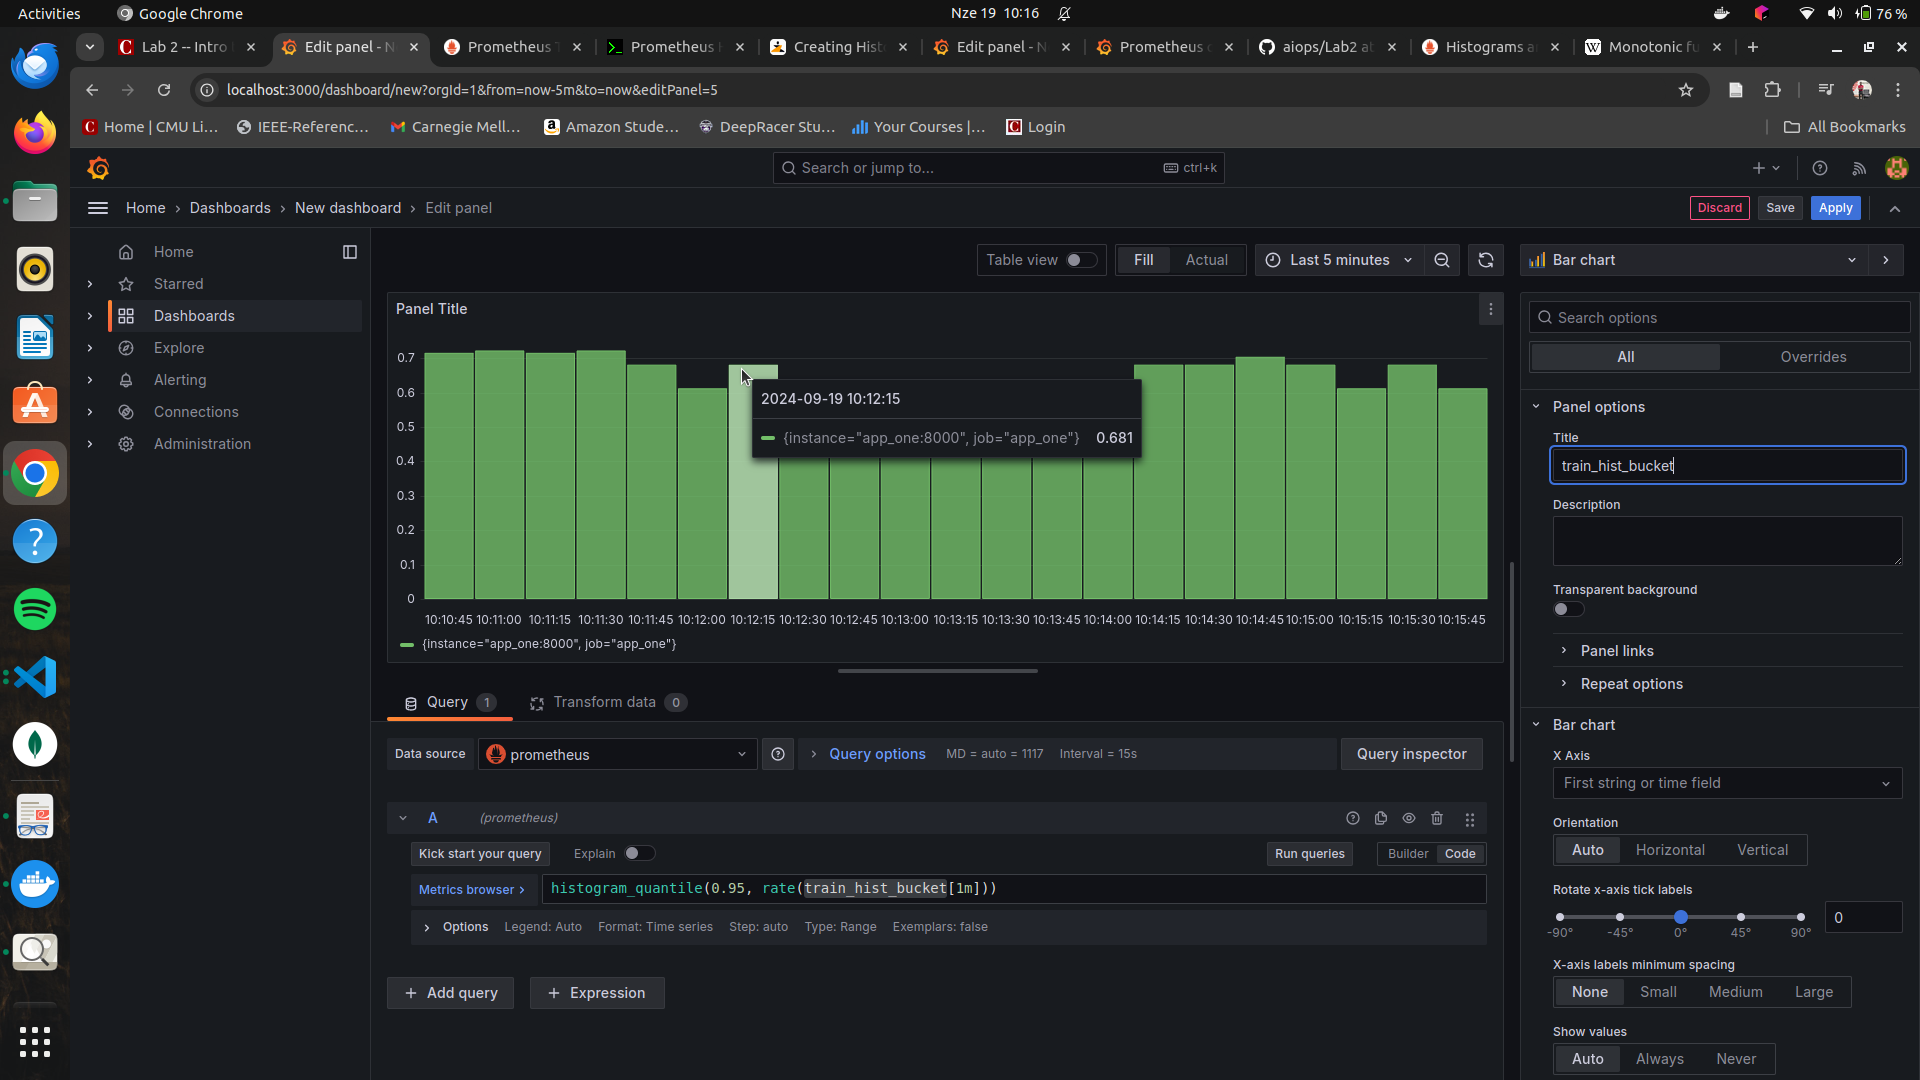 Activities
Google Chrome
Nze 19 10:16
76 %
Lab 2 -- Intro
Edit panel - N
Prometheus
Prometheus
Creating Hist
Edit panel - N
Prometheus
aiops/Lab2 at
Histograms a
Monotonic fu
localhost:3000/dashboard/new?orgId=1&from=now-5m&to=now&editPanel=5
Home | CMU Li...
IEEE-Referenc...
Carnegie Mell...
Amazon Stude...
DeepRacer Stu...
Your Courses |...
Login
All Bookmarks
Search or jump to...
ctrl+k
Home › Dashboards › New dashboard › Edit panel
Discard
Save
Apply
Home
Starred
Dashboards
Explore
Alerting
Connections
Administration
Table view
Fill
Actual
Last 5 minutes
Bar chart
Panel Title
0.7
0.6
0.5
0.4
0.3
0.2
0.1
0
2024-09-19 10:12:15
{instance="app_one:8000", job="app_one"} 0.681
10:10:45 10:11:00 10:11:15 10:11:30 10:11:45 10:12:00 10:12:15 10:12:30 10:12:45 10:13:00 10:13:15 10:13:30 10:13:45 10:14:00 10:14:15 10:14:30 10:14:45 10:15:00 10:15:15 10:15:30 10:15:45
{instance="app_one:8000", job="app_one"}
Query 1
Transform data 0
Data source
prometheus
Query options
MD = auto = 1117
Interval = 15s
Query inspector
A
(prometheus)
Kick start your query
Explain
Run queries
Builder
Code
Metrics browser ›
histogram_quantile(0.95, rate(train_hist_bucket[1m]))
Options
Legend: Auto
Format: Time series
Step: auto
Type: Range
Exemplars: false
+ Add query
+ Expression
Search options
All
Overrides
Panel options
Title
train_hist_bucket
Description
Transparent background
Panel links
Repeat options
Bar chart
X Axis
First string or time field
Orientation
Auto
Horizontal
Vertical
Rotate x-axis tick labels
0
-90°
-45°
0°
45°
90°
X-axis labels minimum spacing
None
Small
Medium
Large
Show values
Auto
Always
Never